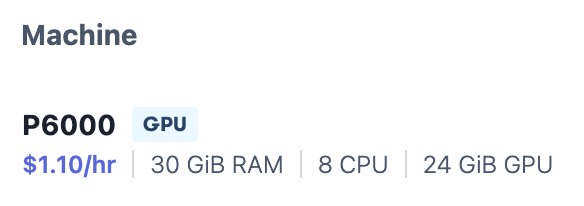 Machine
P6000 GPU
$1.10/hr | 30 GiB RAM | 8 CPU | 24 GiB GPU